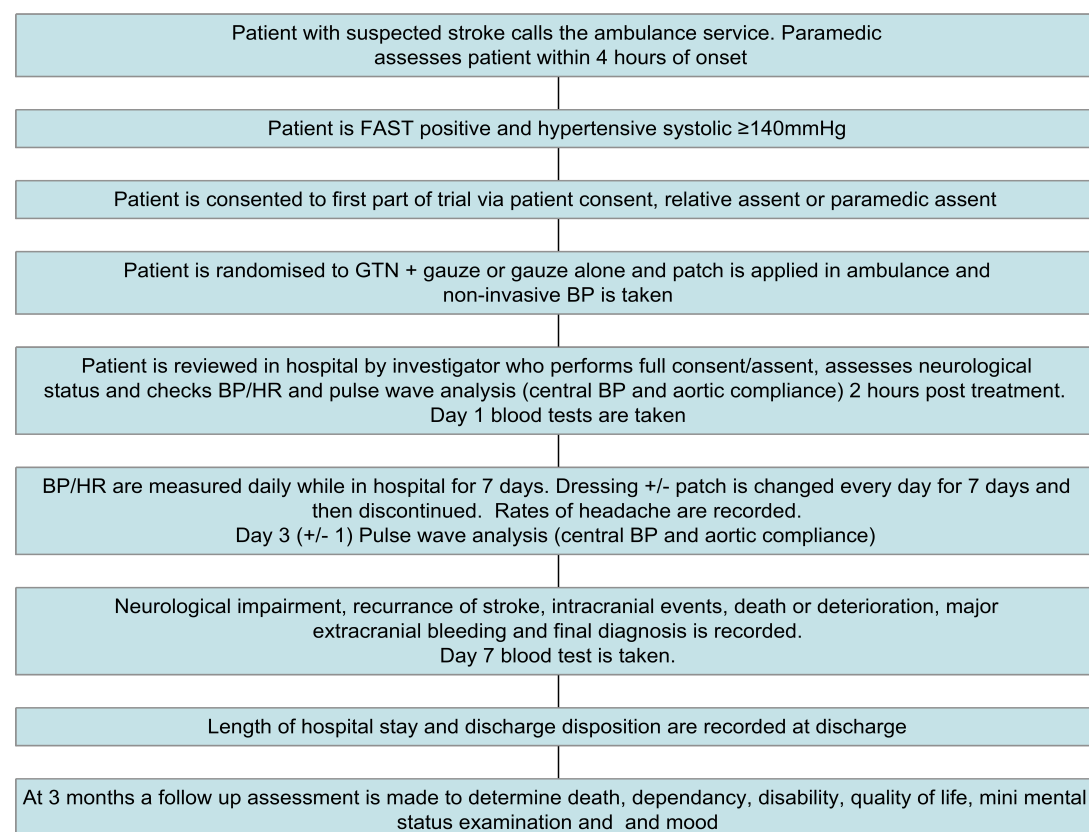 Patient with suspected stroke calls the ambulance service. Paramedic
assesses patient within 4 hours of onset
Patient is FAST positive and hypertensive systolic ≥140mmHg
Patient is consented to first part of trial via patient consent, relative assent or paramedic assent
Patient is randomised to GTN + gauze or gauze alone and patch is applied in ambulance and
non-invasive BP is taken
Patient is reviewed in hospital by investigator who performs full consent/assent, assesses neurological
status and checks BP/HR and pulse wave analysis (central BP and aortic compliance) 2 hours post treatment.
Day 1 blood tests are taken
BP/HR are measured daily while in hospital for 7 days. Dressing +/- patch is changed every day for 7 days and
then discontinued.  Rates of headache are recorded.
Day 3 (+/- 1) Pulse wave analysis (central BP and aortic compliance)
Neurological impairment, recurrance of stroke, intracranial events, death or deterioration, major
extracranial bleeding and final diagnosis is recorded.
Day 7 blood test is taken.
Length of hospital stay and discharge disposition are recorded at discharge
At 3 months a follow up assessment is made to determine death, dependancy, disability, quality of life, mini mental
status examination and  and mood